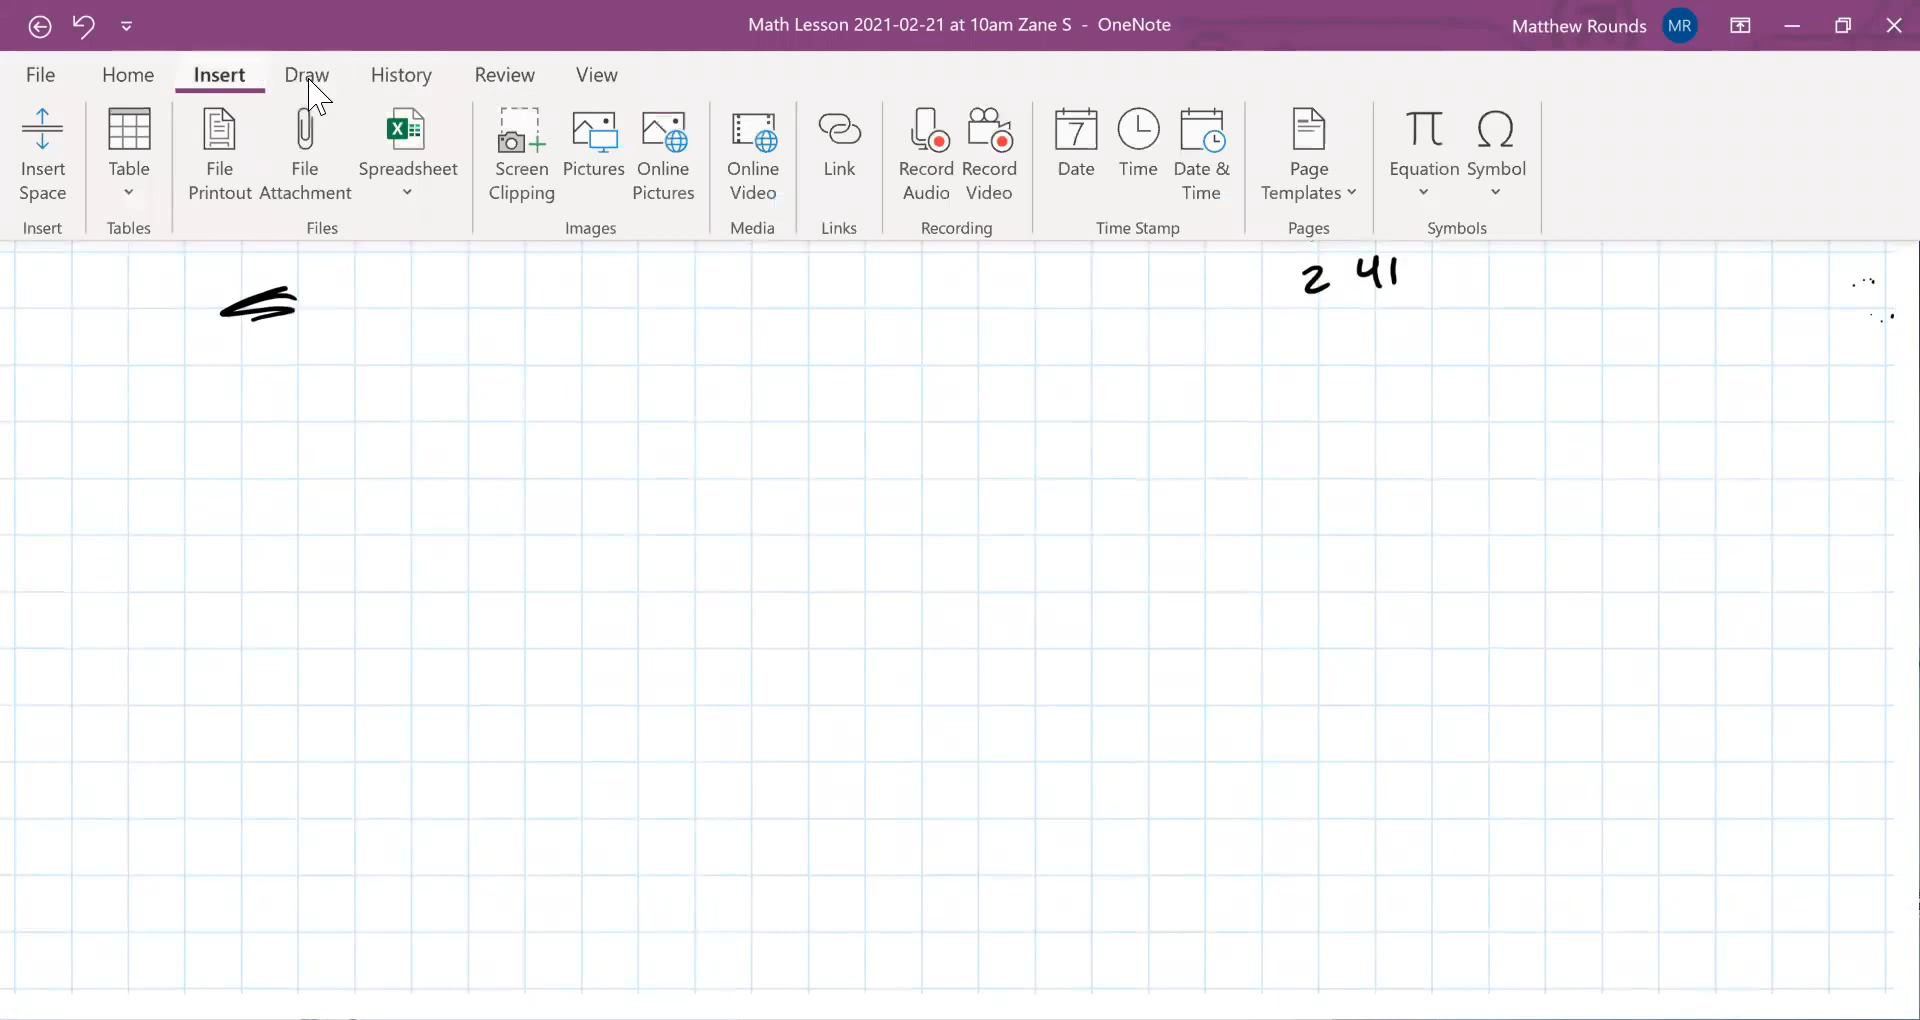 Math Lesson 2021-02-21 at 10am Zane S - OneNote
Matthew Rounds MR
File Home Insert Draw History Review View
Insert Space
Table
File Printout
File Attachment
Spreadsheet
Screen Clipping
Pictures
Online Pictures
Online Video
Link
Record Audio
Record Video
7
Date
Time
Date & Time
Page Templates
π
Equation
Ω
Symbol
Insert Tables Files Images Media Links Recording Time Stamp Pages Symbols
2 41